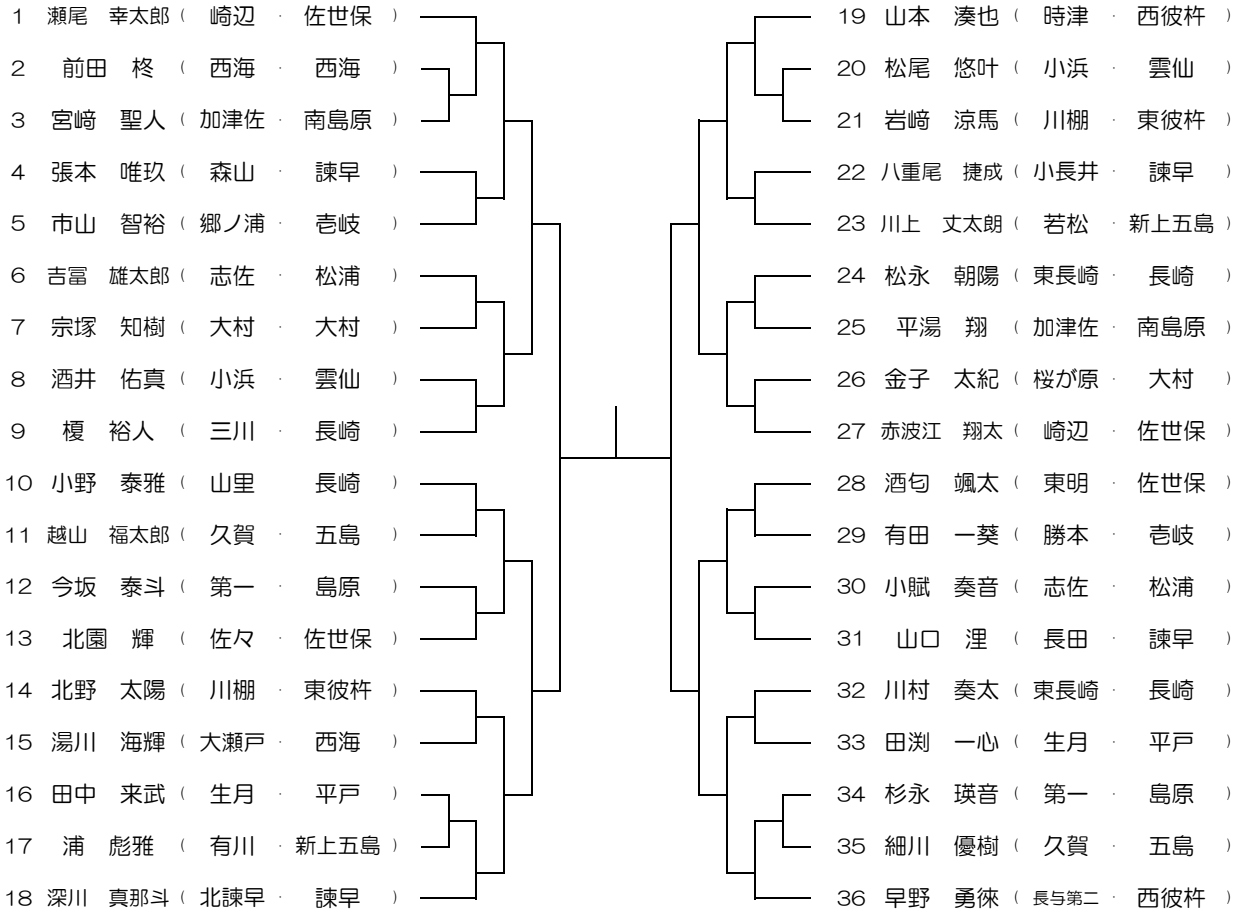 1 瀬尾 幸太郎 ( 崎辺 · 佐世保 )
2 前田 柊 ( 西海 · 西海 )
3 宮﨑 聖人 ( 加津佐 · 南島原 )
4 張本 唯玖 ( 森山 · 諫早 )
5 市山 智裕 ( 郷ノ浦 · 壱岐 )
6 吉冨 雄太郎 ( 志佐 · 松浦 )
7 宗塚 知樹 ( 大村 · 大村 )
8 酒井 佑真 ( 小浜 · 雲仙 )
9 榎 裕人 ( 三川 · 長崎 )
10 小野 泰雅 ( 山里 長崎 )
11 越山 福太郎 ( 久賀 · 五島 )
12 今坂 泰斗 ( 第一 · 島原 )
13 北園 輝 ( 佐々 · 佐世保 )
14 北野 太陽 ( 川棚 · 東彼杵 )
15 湯川 海輝 ( 大瀬戸 · 西海 )
16 田中 来武 ( 生月 · 平戸 )
17 浦 彪雅 ( 有川 · 新上五島 )
18 深川 真那斗 ( 北諫早 · 諫早 )
19 山本 湊也 ( 時津 · 西彼杵 )
20 松尾 悠叶 ( 小浜 · 雲仙 )
21 岩﨑 涼馬 ( 川棚 · 東彼杵 )
22 八重尾 捷成 ( 小長井 · 諫早 )
23 川上 丈太朗 ( 若松 · 新上五島 )
24 松永 朝陽 ( 東長崎 · 長崎 )
25 平湯 翔 ( 加津佐 · 南島原 )
26 金子 太紀 ( 桜が原 · 大村 )
27 赤波江 翔太 ( 崎辺 · 佐世保 )
28 酒匂 颯太 ( 東明 · 佐世保 )
29 有田 一葵 ( 勝本 · 壱岐 )
30 小賦 奏音 ( 志佐 · 松浦 )
31 山口 浬 ( 長田 · 諫早 )
32 川村 奏太 ( 東長崎 · 長崎 )
33 田渕 一心 ( 生月 · 平戸 )
34 杉永 瑛音 ( 第一 · 島原 )
35 細川 優樹 ( 久賀 · 五島 )
36 早野 勇徠 ( 長与第二 · 西彼杵 )